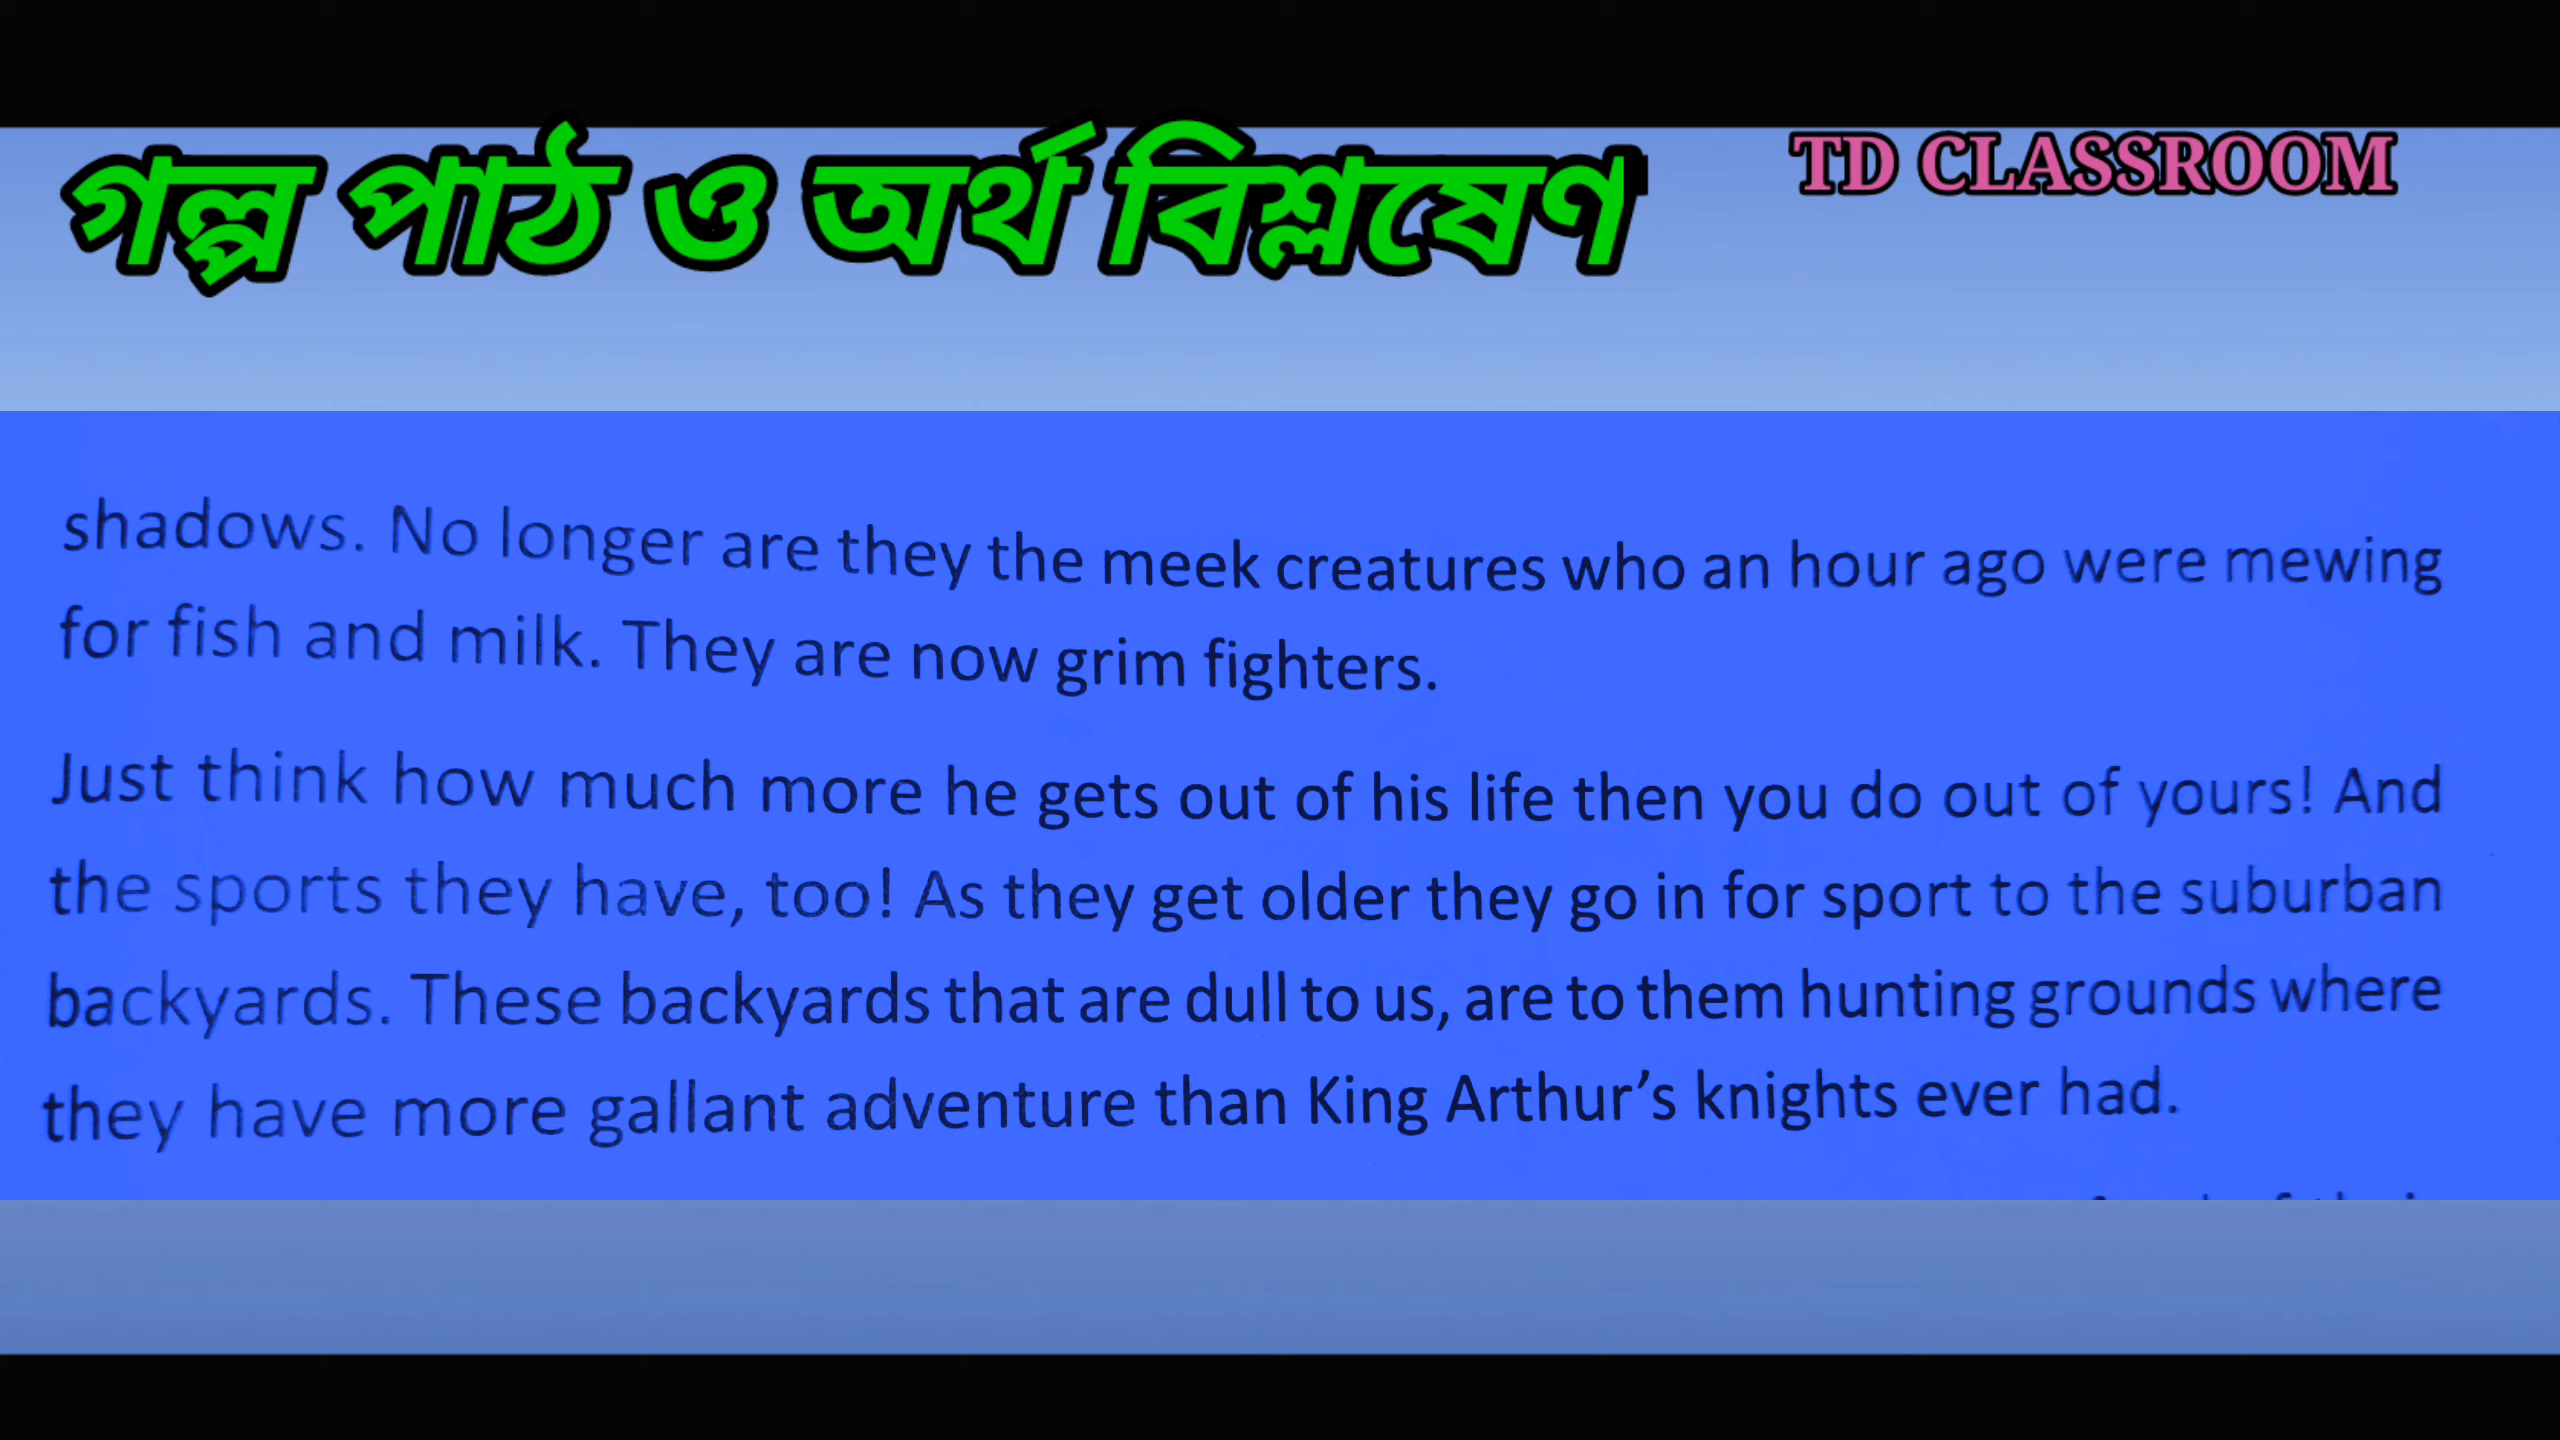 গল্প পাঠ ও অর্থ বিশ্লষেণ
TD CLASSROOM
shadows. No longer are they the meek creatures who an hour ago were mewing
for fish and milk. They are now grim fighters.
Just think how much more he gets out of his life then you do out of yours! And
the sports they have, too! As they get older they go in for sport to the suburban
backyards. These backyards that are dull to us, are to them hunting grounds where
they have more gallant adventure than King Arthur's knights ever had.